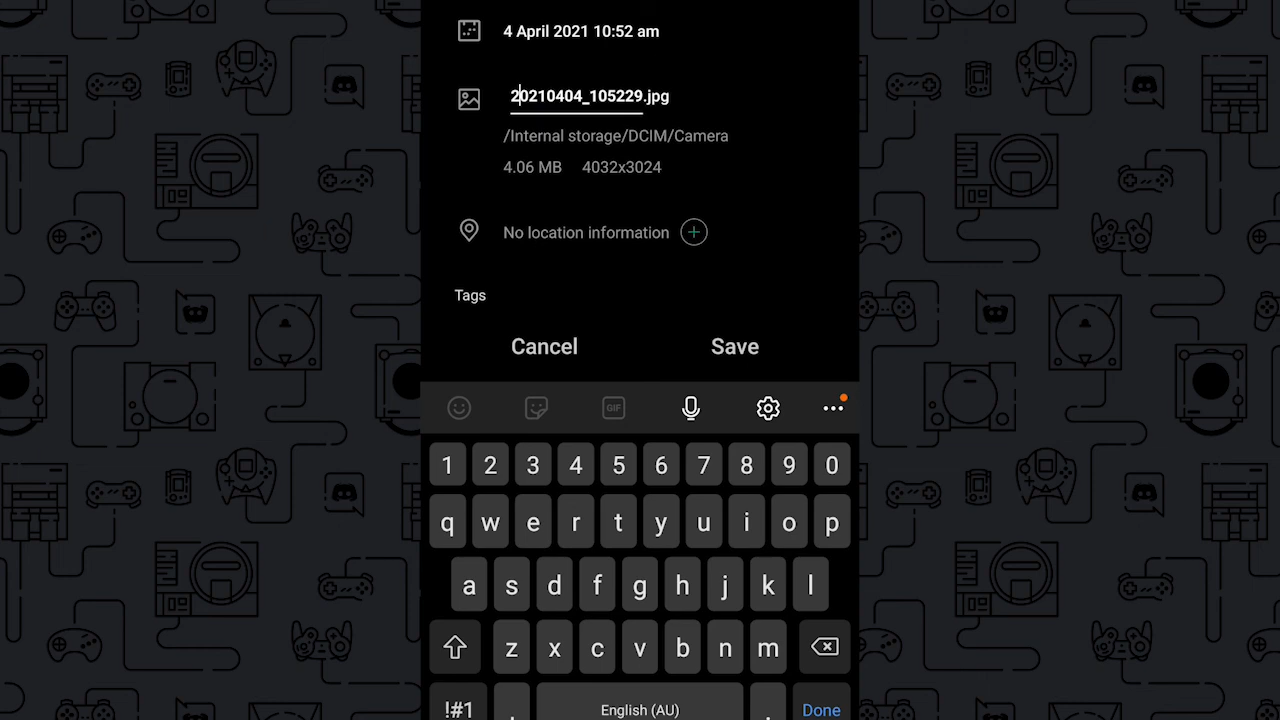 4 April 2021 10:52 am
20210404_105229.jpg
/Internal storage/DCIM/Camera
4.06 MB 4032x3024
No location information
Tags
Cancel Save
GIF
1 2 3 4 5 6 7 8 9 0
q w e r t y u i o p
a s d f g h j k l
z x c v b n m
!#1 , English (AU) . Done